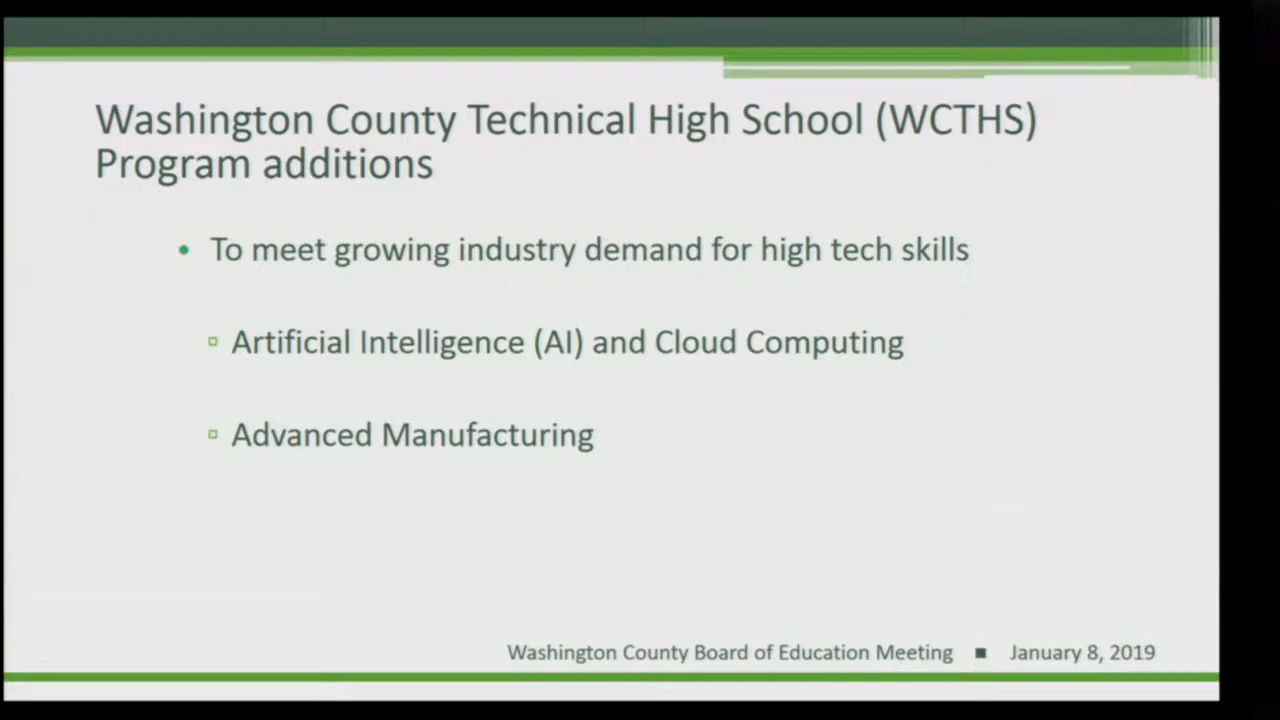 Washington County Technical High School (WCTHS)
Program additions
• To meet growing industry demand for high tech skills
▫ Artificial Intelligence (AI) and Cloud Computing
▫ Advanced Manufacturing
Washington County Board of Education Meeting ■ January 8, 2019